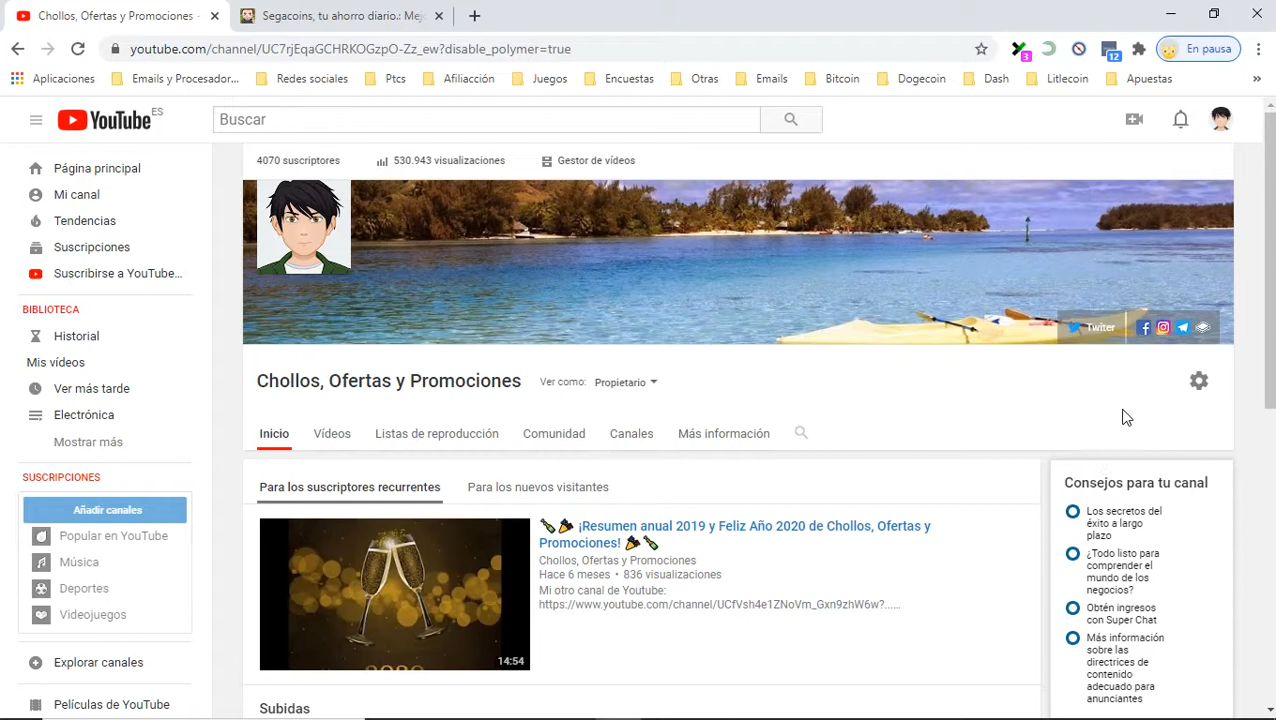 Chollos, Ofertas y Promociones -
Segacoins, tu ahorro diario.: Mejo
youtube.com/channel/UC7rjEqaGCHRKOGzpO-Zz_ew?disable_polymer=true
3
12
En pausa
Aplicaciones
Emails y Procesador...
Redes sociales
Ptcs
Afiliacción
Juegos
Encuestas
Otras
Emails
Bitcoin
Dogecoin
Dash
Litlecoin
Apuestas
»
YouTube ES
Buscar
4070 suscriptores
530.943 visualizaciones
Gestor de vídeos
Página principal
Mi canal
Tendencias
Suscripciones
Suscribirse a YouTube...
BIBLIOTECA
Historial
Mis vídeos
Ver más tarde
Electrónica
Mostrar más
SUSCRIPCIONES
Añadir canales
Popular en YouTube
Música
Deportes
Videojuegos
Explorar canales
Películas de YouTube
Twiter
Chollos, Ofertas y Promociones
Ver como: Propietario
Inicio
Vídeos
Listas de reproducción
Comunidad
Canales
Más información
Para los suscriptores recurrentes
Para los nuevos visitantes
¡Resumen anual 2019 y Feliz Año 2020 de Chollos, Ofertas y
Promociones!
Chollos, Ofertas y Promociones
Hace 6 meses • 836 visualizaciones
Mi otro canal de Youtube:
https://www.youtube.com/channel/UCfVsh4e1ZNoVm_Gxn9zhW6w?......
2020
14:54
Subidas
Consejos para tu canal
Los secretos del
éxito a largo
plazo
¿Todo listo para
comprender el
mundo de los
negocios?
Obtén ingresos
con Super Chat
Más información
sobre las
directrices de
contenido
adecuado para
anunciantes